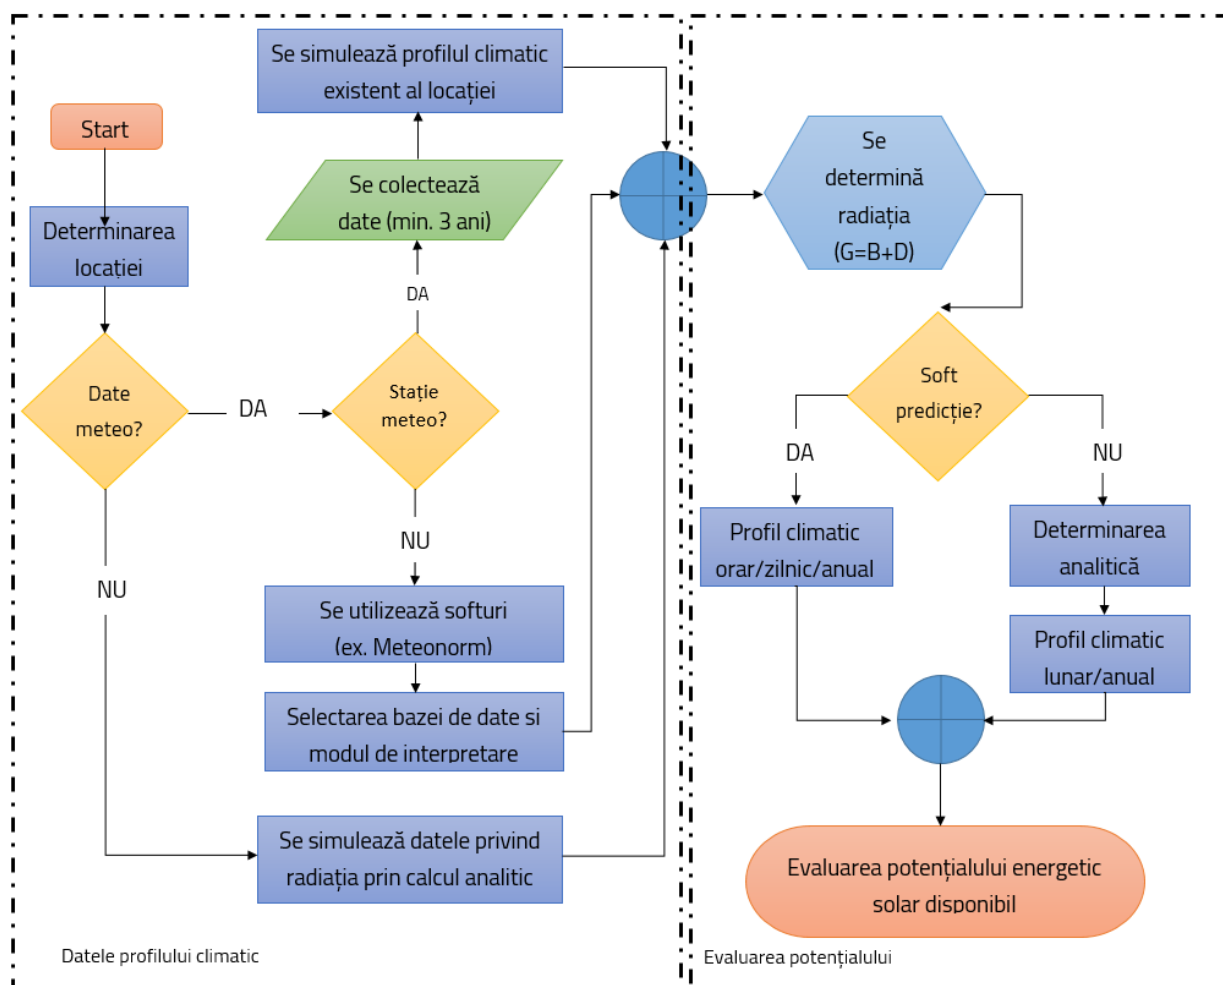 Start
Determinarea
locației
Date
meteo?
DA
NU
Stație
meteo?
DA
Se colectează
date (min. 3 ani)
Se simulează profilul climatic
existent al locației
NU
Se utilizează softuri
(ex. Meteonorm)
Selectarea bazei de date si
modul de interpretare
Se simulează datele privind
radiația prin calcul analitic
Datele profilului climatic
Se
determină
radiația
(G=B+D)
Soft
predicție?
DA
NU
Profil climatic
orar/zilnic/anual
Determinarea
analitică
Profil climatic
lunar/anual
Evaluarea potențialului energetic
solar disponibil
Evaluarea potențialului